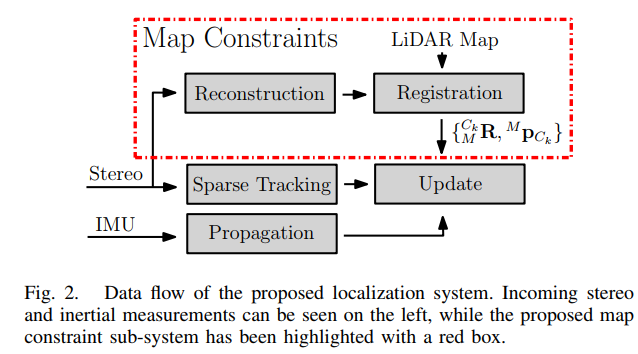 Map Constraints
LiDAR Map
Reconstruction
Registration
{^{C_k}_M R, ^M p_{C_k}}
Stereo
Sparse Tracking
Update
IMU
Propagation
Fig. 2. Data flow of the proposed localization system. Incoming stereo
and inertial measurements can be seen on the left, while the proposed map
constraint sub-system has been highlighted with a red box.